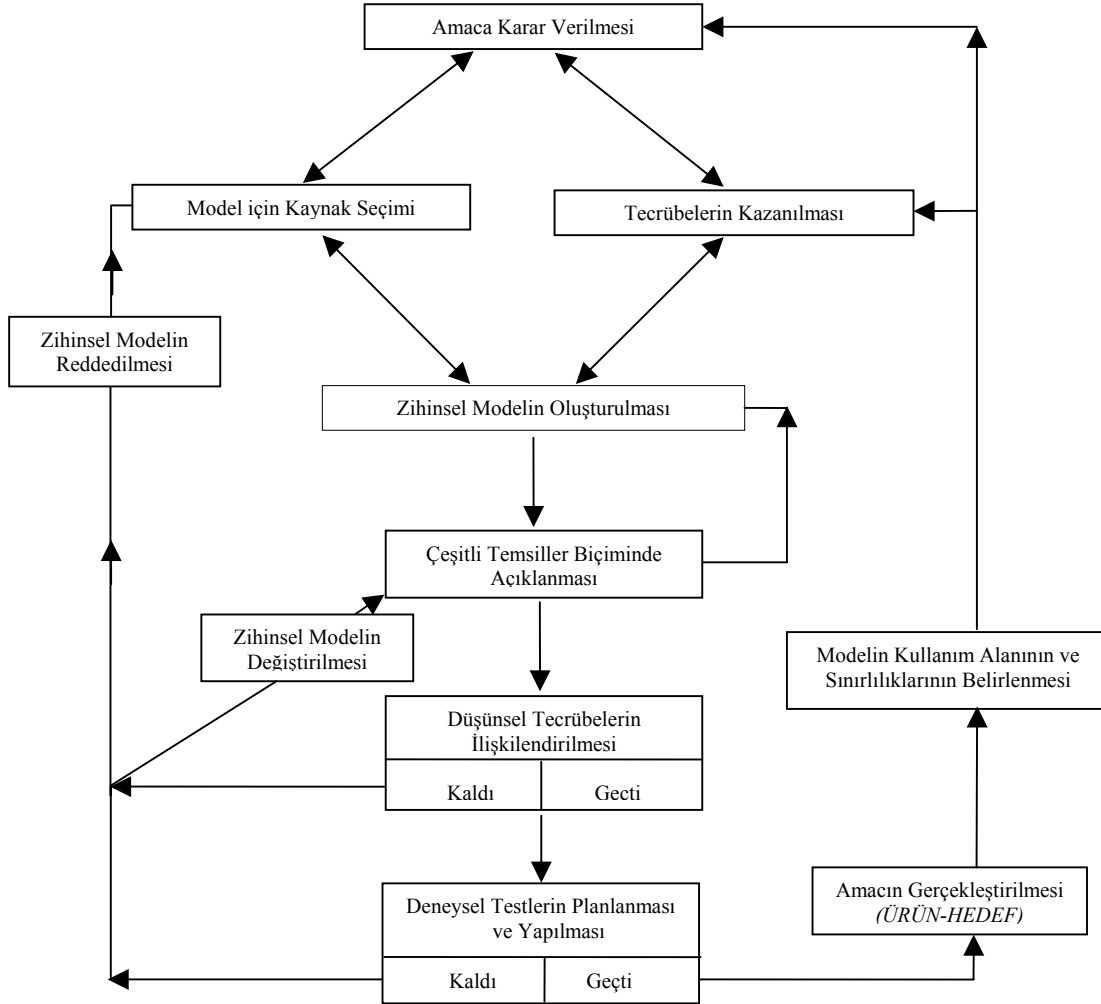 Amaca Karar Verilmesi
Model için Kaynak Seçimi
Tecrübelerin Kazanılması
Zihinsel Modelin
Reddedilmesi
Zihinsel Modelin Oluşturulması
Çeşitli Temsiller Biçiminde
Açıklanması
Zihinsel Modelin
Değiştirilmesi
Modelin Kullanım Alanının ve
Sınırlılıklarının Belirlenmesi
Düşünsel Tecrübelerin
İlişkilendirilmesi
Kaldı
Gecti
Amacın Gerçekleştirilmesi
(ÜRÜN-HEDEF)
Deneysel Testlerin Planlanması
ve Yapılması
Kaldı
Geçti